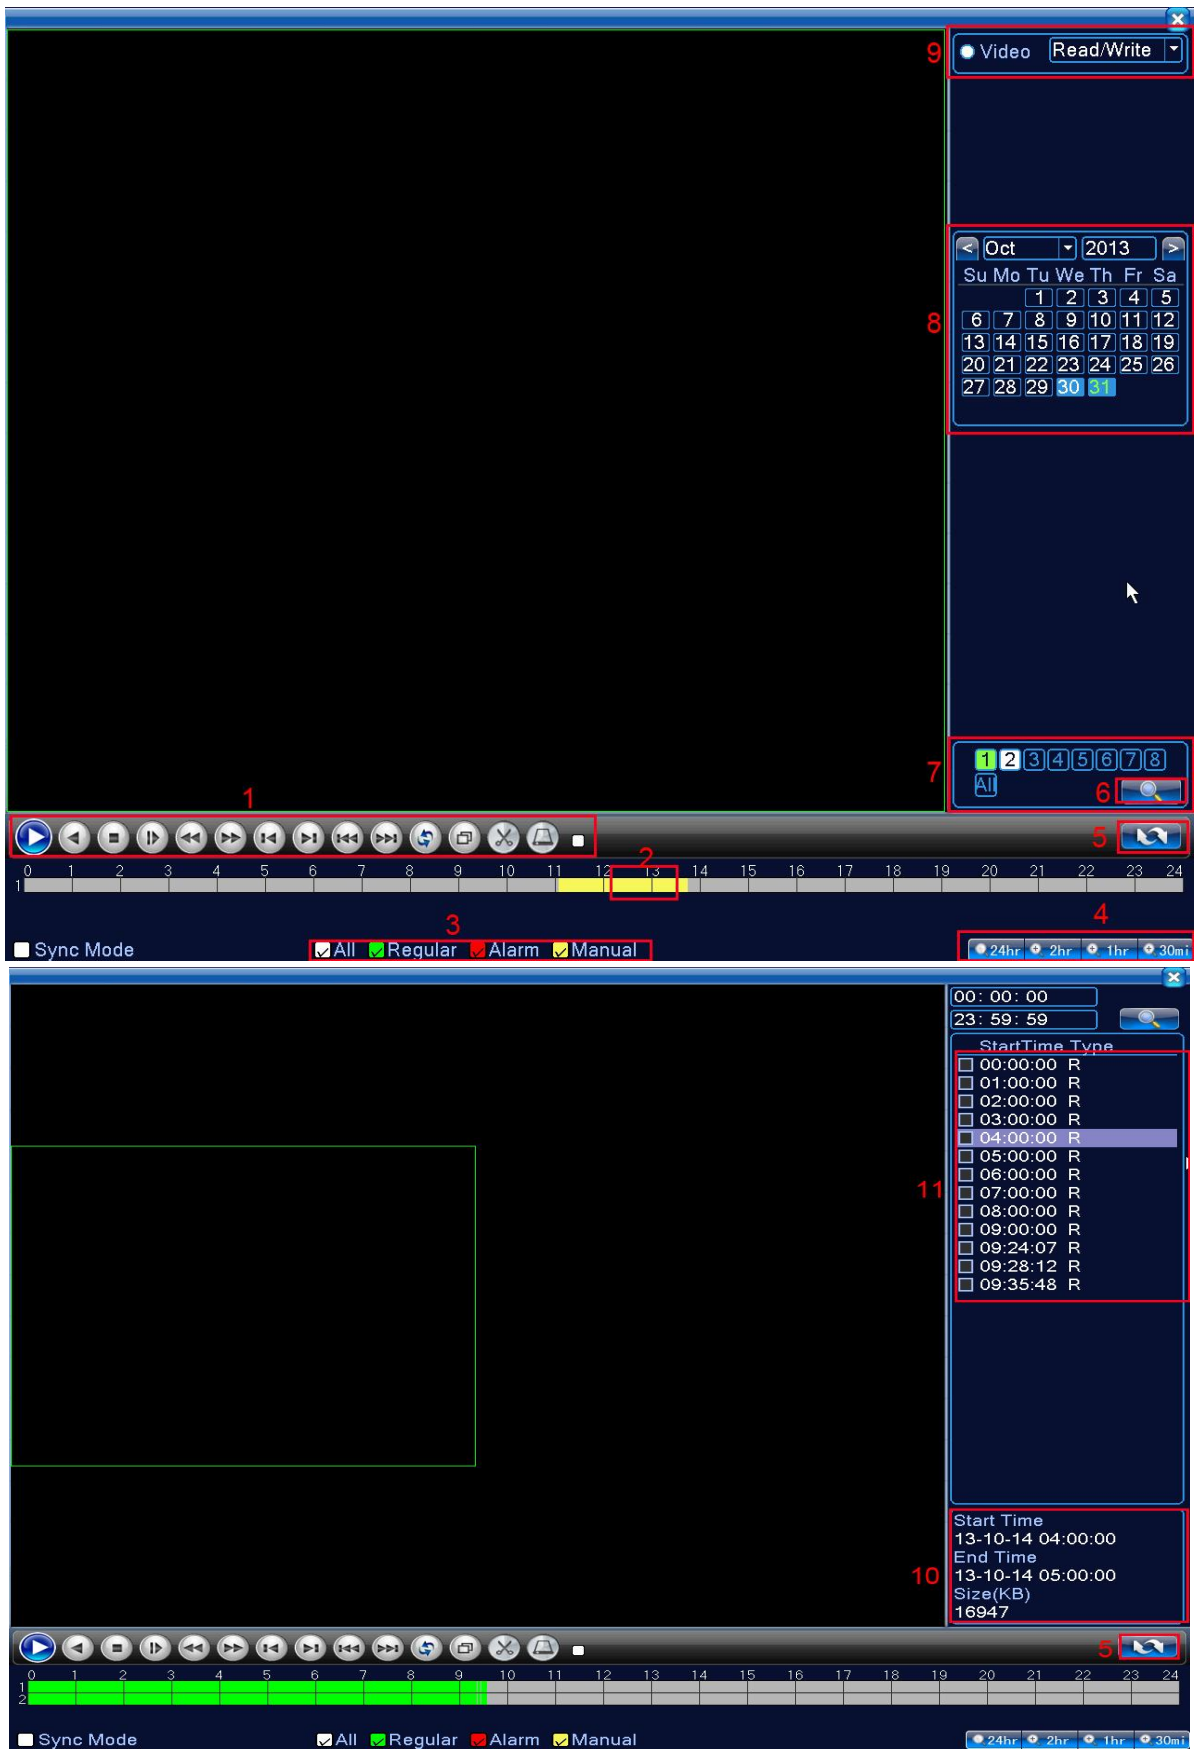 9
Video Read/Write
Oct 2013
Su Mo Tu We Th Fr Sa
1 2 3 4 5
8
6 7 8 9 10 11 12
13 14 15 16 17 18 19
20 21 22 23 24 25 26
27 28 29 30 31
7
1 2 3 4 5 6 7 8
All
6
1
5
2
0 1 2 3 4 5 6 7 8 9 10 11 12 13 14 15 16 17 18 19 20 21 22 23 24
1
3
4
Sync Mode All Regular Alarm Manual 24hr 2hr 1hr 30mi
00: 00: 00
23: 59: 59
StartTime Type
00:00:00 R
01:00:00 R
02:00:00 R
03:00:00 R
04:00:00 R
05:00:00 R
06:00:00 R
11
07:00:00 R
08:00:00 R
09:00:00 R
09:24:07 R
09:28:12 R
09:35:48 R
Start Time
13-10-14 04:00:00
End Time
10
13-10-14 05:00:00
Size(KB)
16947
5
0 1 2 3 4 5 6 7 8 9 10 11 12 13 14 15 16 17 18 19 20 21 22 23 24
1
2
Sync Mode All Regular Alarm Manual 24hr 2hr 1hr 30mi